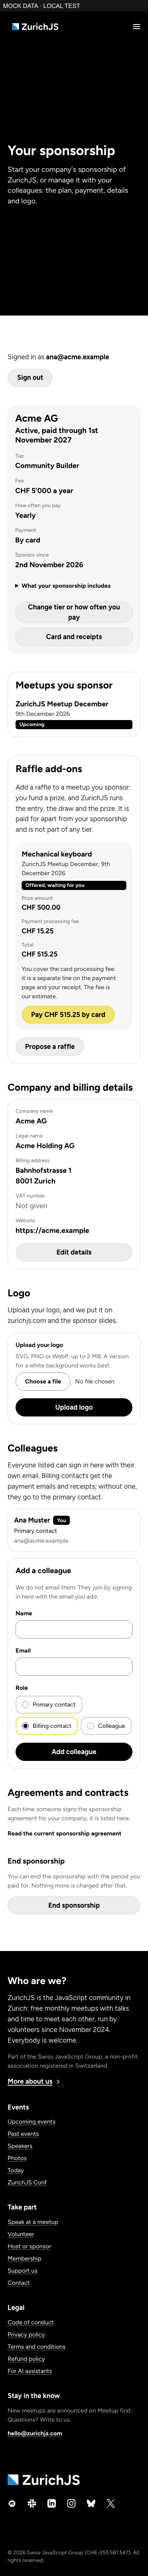 MOCK DATA · LOCAL TEST
ZurichJS
Your sponsorship
Start your company's sponsorship of
ZurichJS, or manage it with your
colleagues: the plan, payment, details
and logo.
Signed in as ana@acme.example
Sign out
Acme AG
Active, paid through 1st
November 2027
Tier
Community Builder
Fee
CHF 5'000 a year
How often you pay
Yearly
Payment
By card
Sponsor since
2nd November 2026
What your sponsorship includes
Change tier or how often you
pay
Card and receipts
Meetups you sponsor
ZurichJS Meetup December
9th December 2026
Upcoming
Raffle add-ons
Add a raffle to a meetup you sponsor:
you fund a prize, and ZurichJS runs
the entry, the draw and the prize. It is
paid for apart from your sponsorship
and is not part of any tier.
Mechanical keyboard
ZurichJS Meetup December, 9th
December 2026
Offered, waiting for you
Prize amount
CHF 500.00
Payment processing fee
CHF 15.25
Total
CHF 515.25
You cover the card processing fee:
it is a separate line on the payment
page and your receipt. The fee is
our estimate.
Pay CHF 515.25 by card
Propose a raffle
Company and billing details
Company name
Acme AG
Legal name
Acme Holding AG
Billing address
Bahnhofstrasse 1
8001 Zurich
VAT number
Not given
Website
https://acme.example
Edit details
Logo
Upload your logo, and we put it on
zurichjs.com and the sponsor slides.
Upload your logo
SVG, PNG or WebP, up to 2 MB. A version
for a white background works best.
Choose a file No file chosen
Upload logo
Colleagues
Everyone listed can sign in here with their
own email. Billing contacts get the
payment emails and receipts; without one,
they go to the primary contact.
Ana Muster You
Primary contact
ana@acme.example
Add a colleague
We do not email them. They join by signing
in here with the email you add.
Name
Email
Role
Primary contact
Billing contact Colleague
Add colleague
Agreements and contracts
Each time someone signs the sponsorship
agreement for your company, it is listed here.
Read the current sponsorship agreement
End sponsorship
You can end the sponsorship with the period you
paid for. Nothing more is charged after that.
End sponsorship
Who are we?
ZurichJS is the JavaScript community in
Zurich: free monthly meetups with talks
and time to meet each other, run by
volunteers since November 2024.
Everybody is welcome.
Part of the Swiss JavaScript Group, a non-profit
association registered in Switzerland.
More about us
Events
Upcoming events
Past events
Speakers
Photos
Today
ZurichJS Conf
Take part
Speak at a meetup
Volunteer
Host or sponsor
Membership
Support us
Contact
Legal
Code of conduct
Privacy policy
Terms and conditions
Refund policy
For AI assistants
Stay in the know
New meetups are announced on Meetup first.
Questions? Write to us.
hello@zurichjs.com
ZurichJS
© 2026 Swiss JavaScript Group (CHE-255.581.547). All
rights reserved.